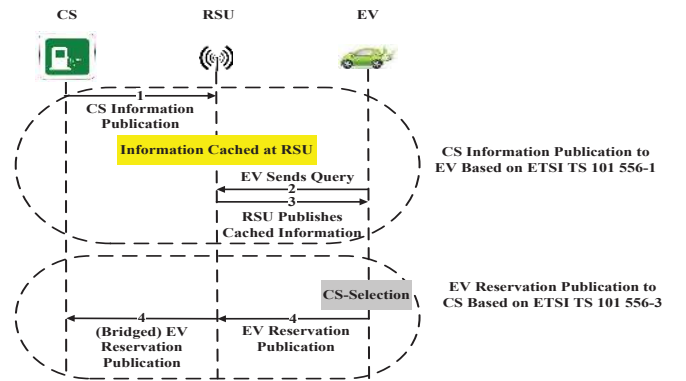 CS
RSU
EV
1
CS Information
Publication
Information Cached at RSU
EV Sends Query
2
3
RSU Publishes
Cached Information
CS Information Publication to
EV Based on ETSI TS 101 556-1
CS-Selection
4
4
(Bridged) EV
Reservation
Publication
EV Reservation
Publication
EV Reservation Publication to
CS Based on ETSI TS 101 556-3